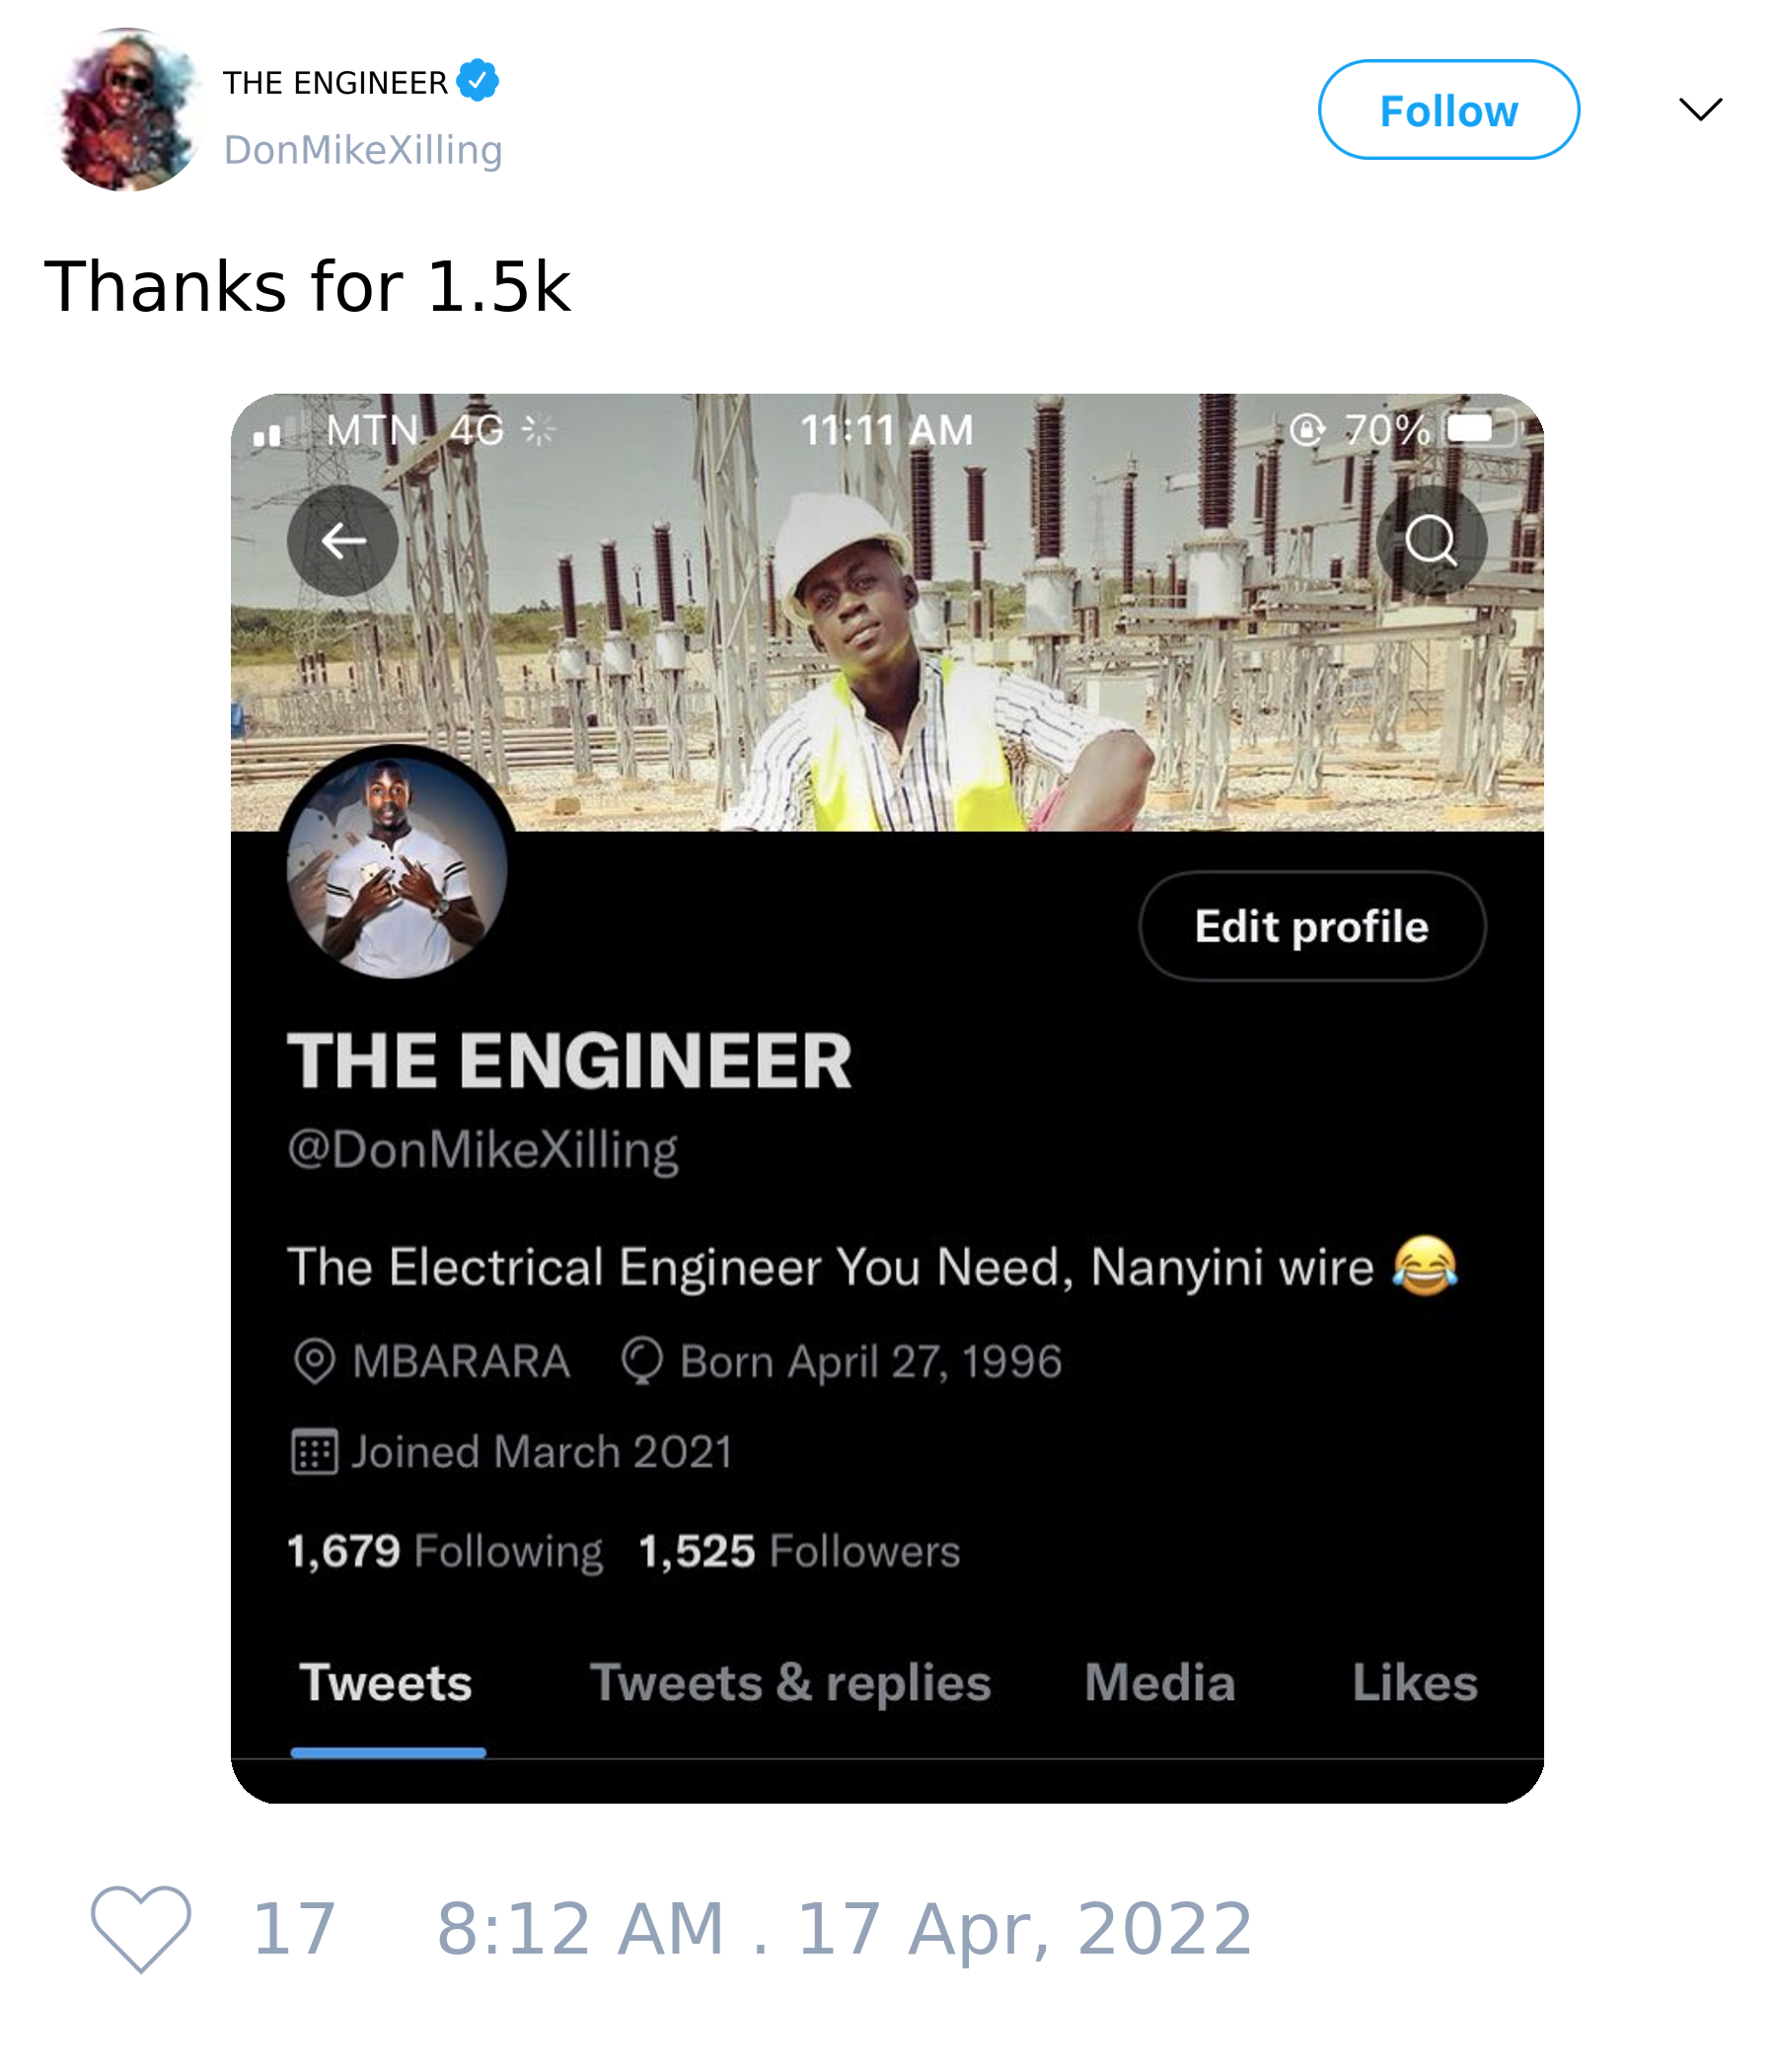 THE ENGINEER
DonMikeXilling
Follow
Thanks for 1.5k
MTN 4G 11:11 AM 70%
Edit profile
THE ENGINEER
@DonMikeXilling
The Electrical Engineer You Need, Nanyini wire 😂
MBARARA Born April 27, 1996
Joined March 2021
1,679 Following 1,525 Followers
Tweets Tweets & replies Media Likes
17 8:12 AM . 17 Apr, 2022